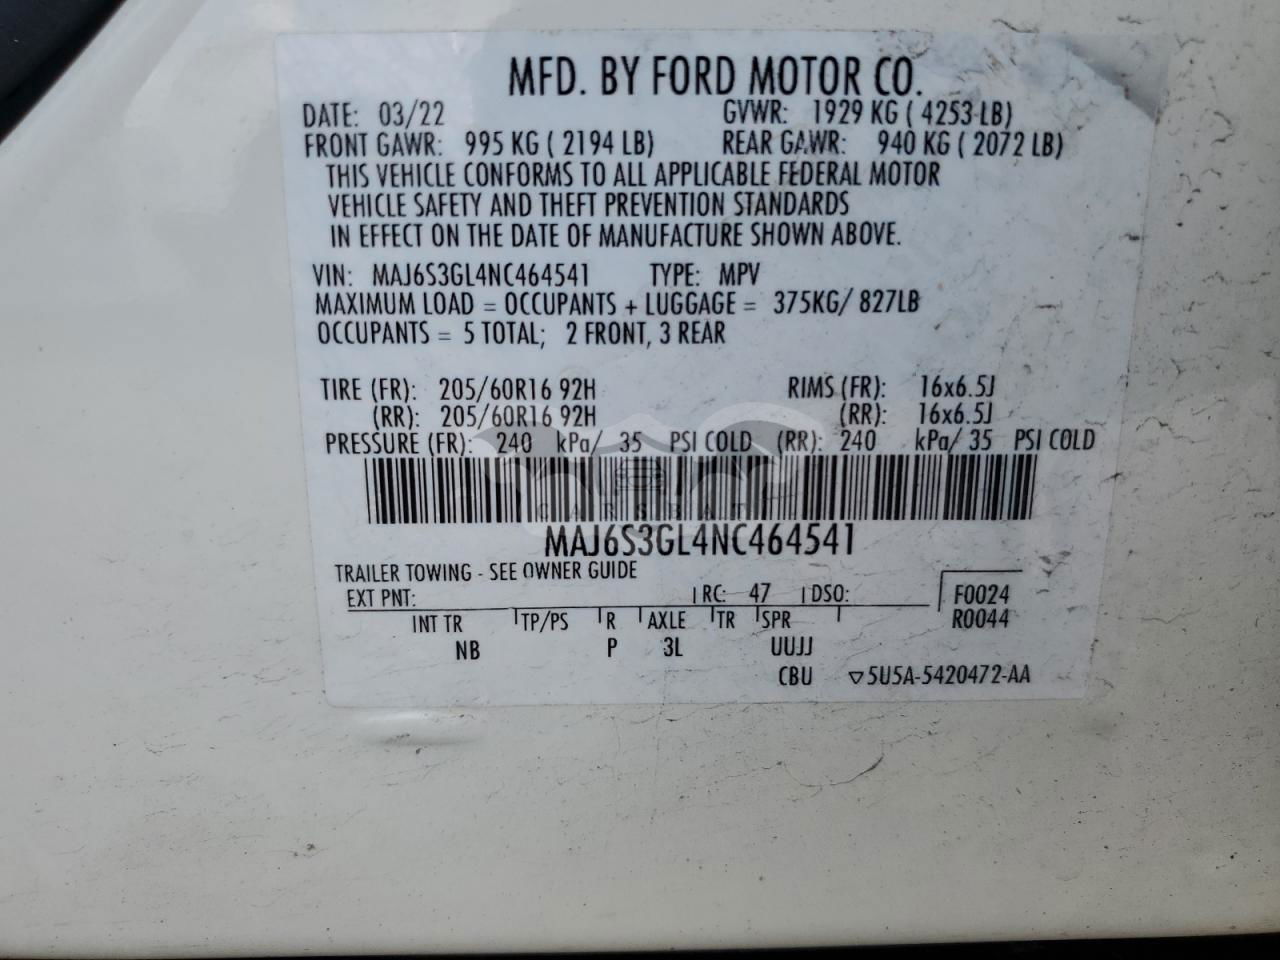 MFD. BY FORD MOTOR CO.
DATE: 03/22 GVWR: 1929 KG ( 4253 LB)
FRONT GAWR: 995 KG ( 2194 LB) REAR GAWR: 940 KG ( 2072 LB)
THIS VEHICLE CONFORMS TO ALL APPLICABLE FEDERAL MOTOR
VEHICLE SAFETY AND THEFT PREVENTION STANDARDS
IN EFFECT ON THE DATE OF MANUFACTURE SHOWN ABOVE.
VIN: MAJ6S3GL4NC464541 TYPE: MPV
MAXIMUM LOAD = OCCUPANTS + LUGGAGE = 375KG/ 827LB
OCCUPANTS = 5 TOTAL; 2 FRONT, 3 REAR
TIRE (FR): 205/60R16 92H RIMS (FR): 16x6.5J
(RR): 205/60R16 92H (RR): 16x6.5J
PRESSURE (FR): 240 kPa/ 35 PSI COLD (RR): 240 kPa/ 35 PSI COLD
CARSBAT
MAJ6S3GL4NC464541
TRAILER TOWING - SEE OWNER GUIDE
EXT PNT: RC: 47 DSO: F0024
INT TR TP/PS R AXLE TR SPR R0044
NB P 3L UUJJ
CBU ▽5U5A-5420472-AA